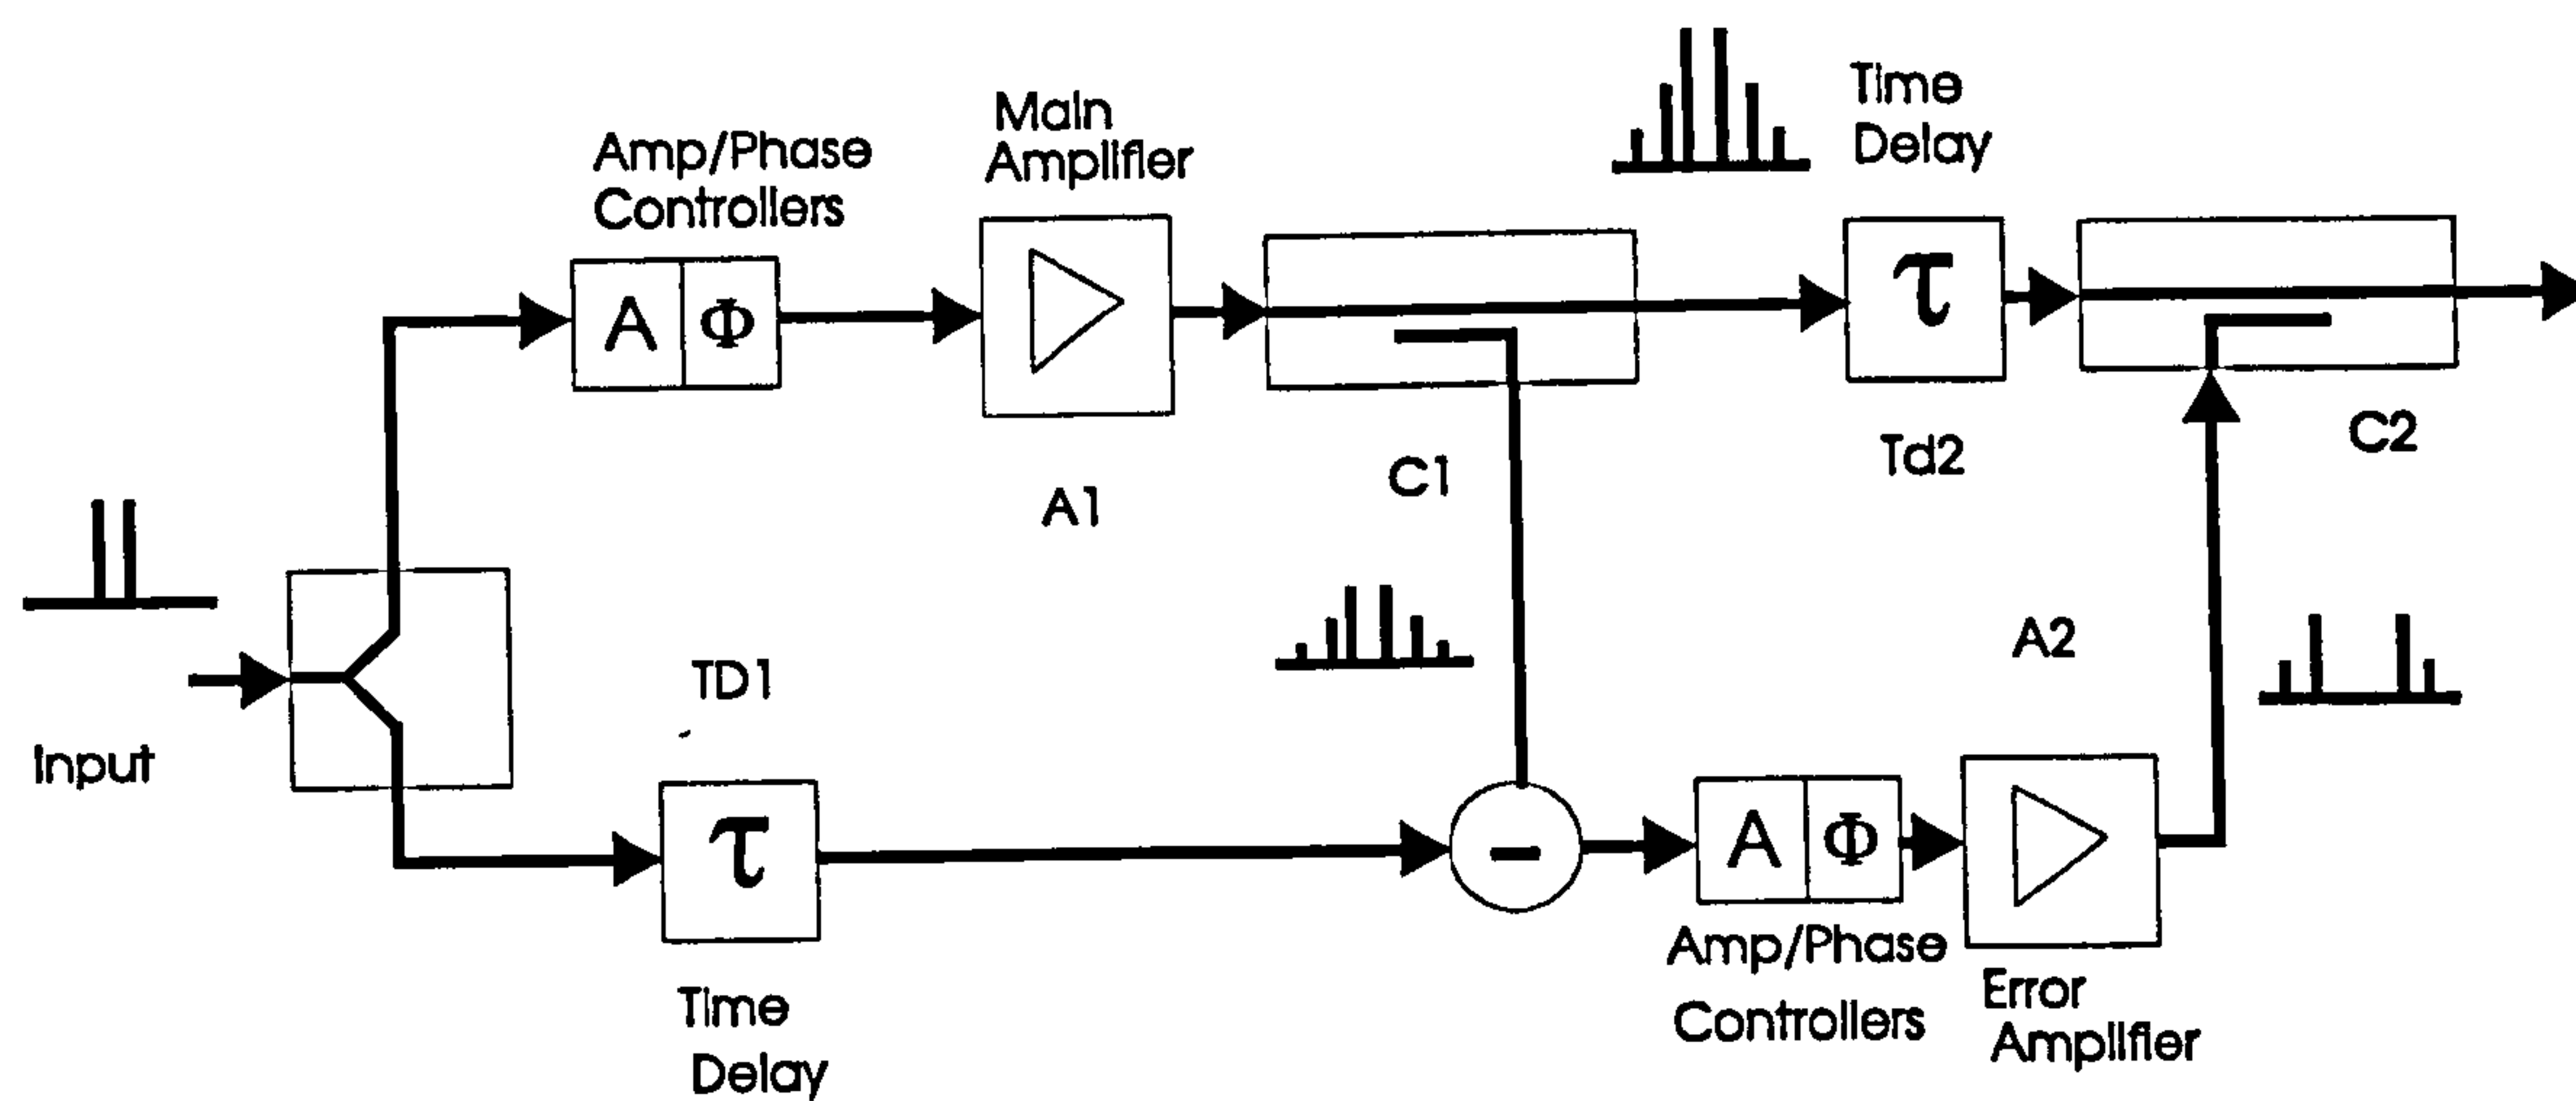 Time
Delay
Main
Amplifier
Amp/Phase
Controllers
A Φ
τ
C2
Td2
C1
A1
A2
TD1
Input
τ
-
A Φ
Amp/Phase
Controllers
Error
Amplifier
Time
Delay